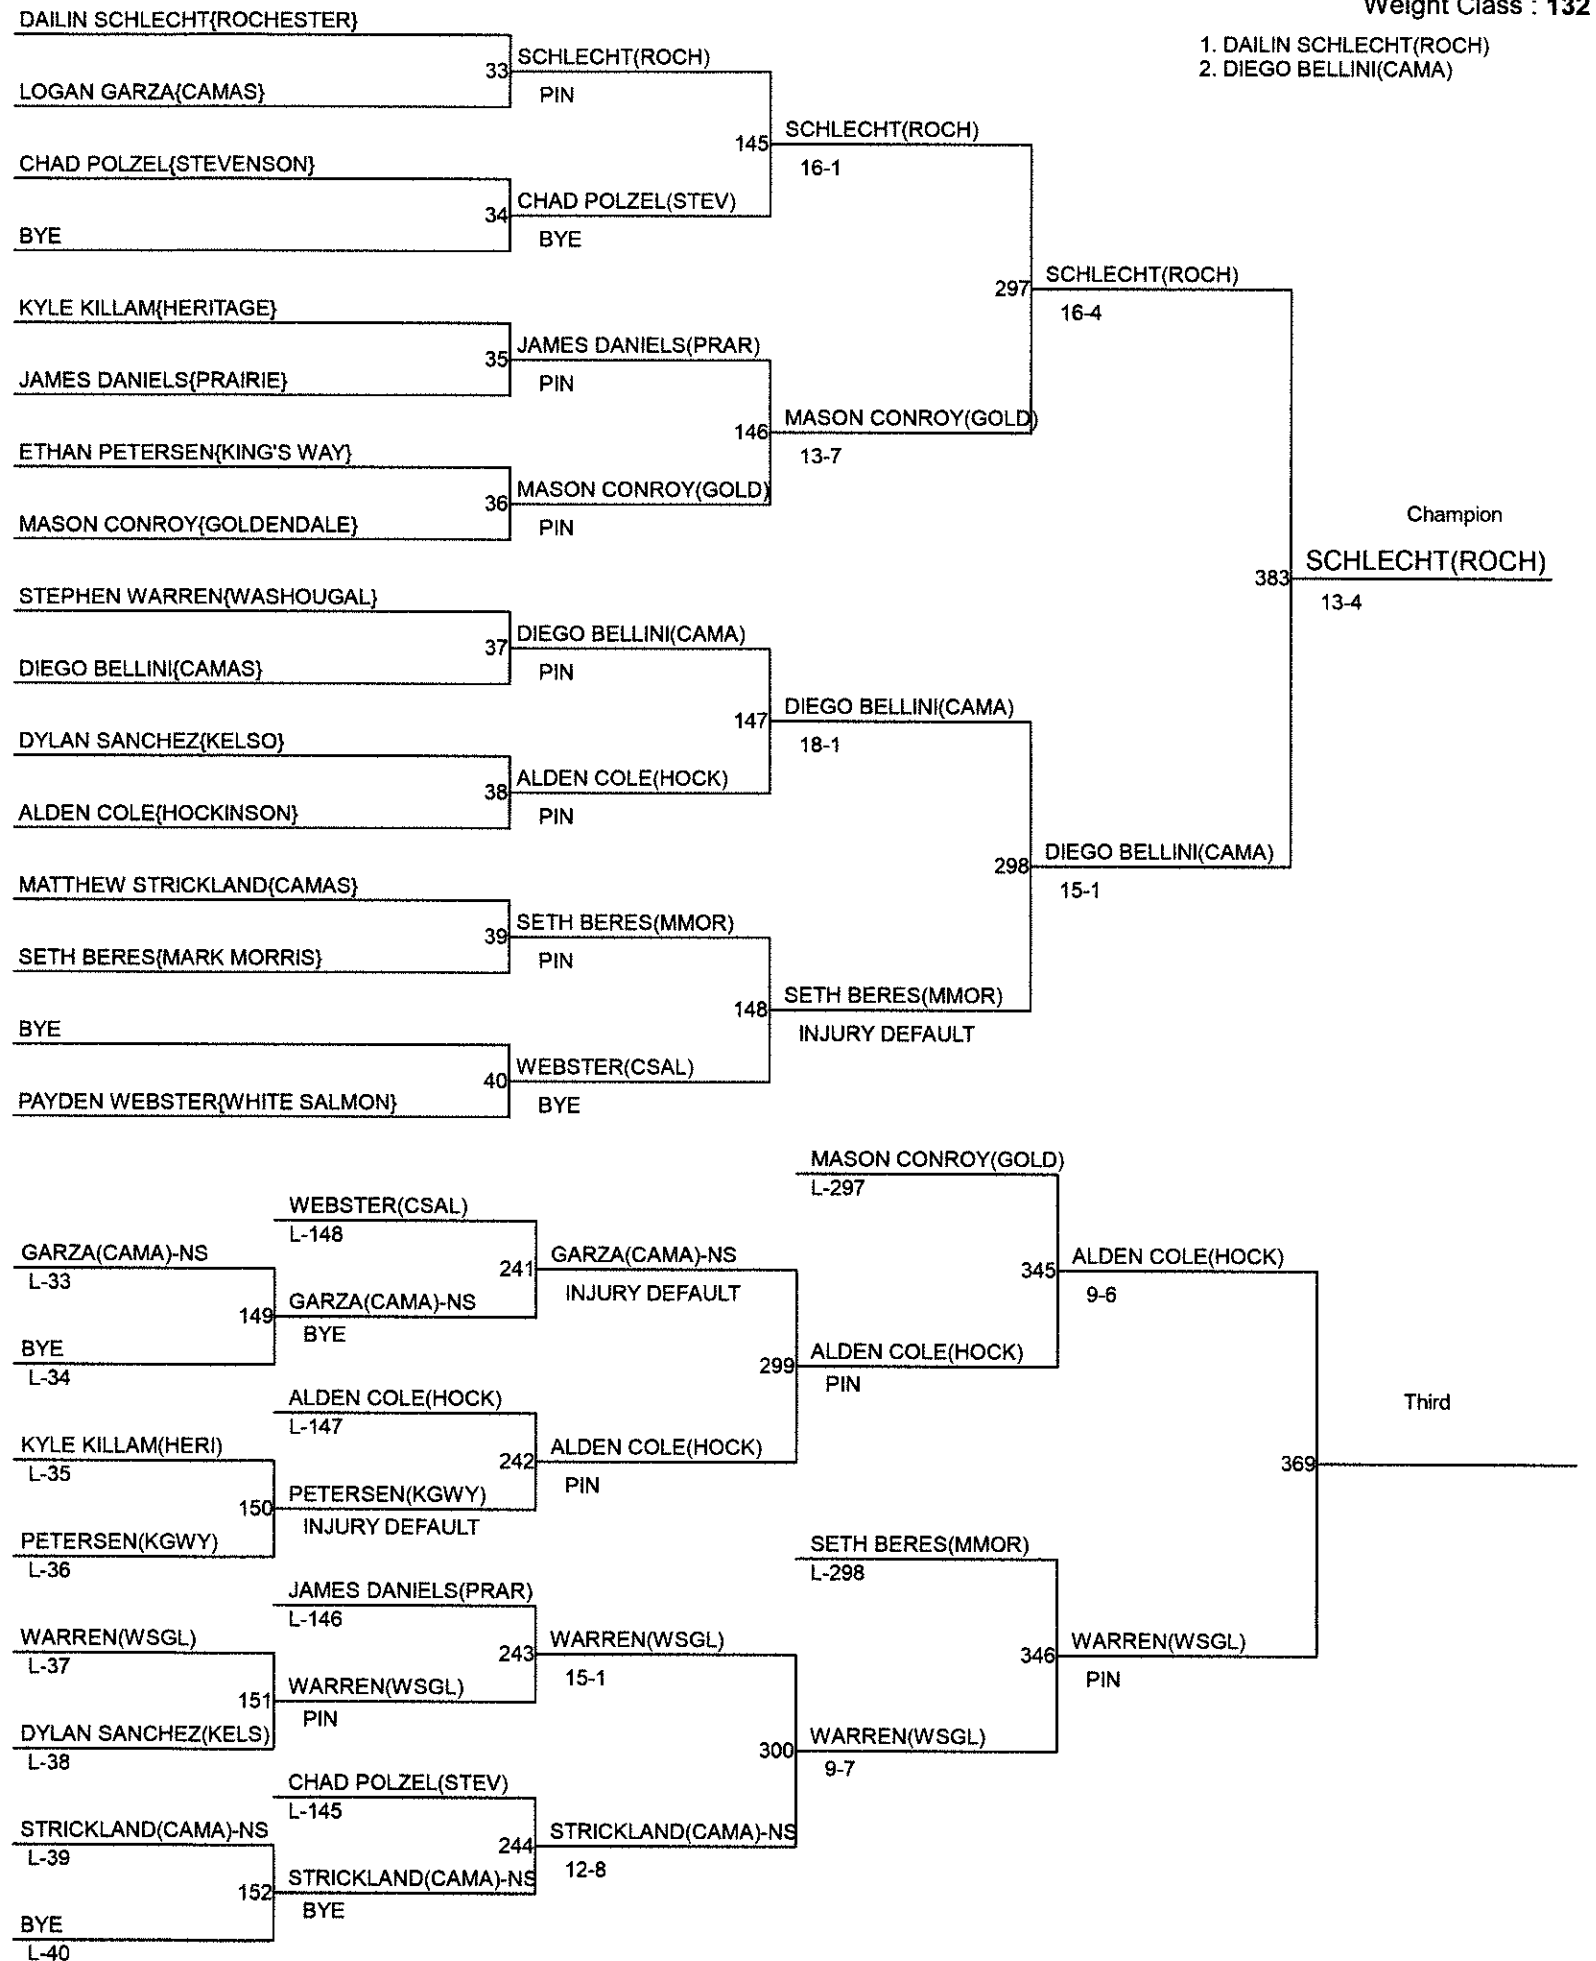 Weight Class : 132
1. DAILIN SCHLECHT(ROCH)
2. DIEGO BELLINI(CAMA)
DAILIN SCHLECHT{ROCHESTER}
33 SCHLECHT(ROCH)
PIN
LOGAN GARZA{CAMAS}
145 SCHLECHT(ROCH)
16-1
CHAD POLZEL{STEVENSON}
34 CHAD POLZEL(STEV)
BYE
BYE
297 SCHLECHT(ROCH)
16-4
KYLE KILLAM{HERITAGE}
35 JAMES DANIELS(PRAR)
PIN
JAMES DANIELS{PRAIRIE}
146 MASON CONROY(GOLD)
13-7
ETHAN PETERSEN{KING'S WAY}
36 MASON CONROY(GOLD)
PIN
MASON CONROY{GOLDENDALE}
Champion
383 SCHLECHT(ROCH)
13-4
STEPHEN WARREN{WASHOUGAL}
37 DIEGO BELLINI(CAMA)
PIN
DIEGO BELLINI{CAMAS}
147 DIEGO BELLINI(CAMA)
18-1
DYLAN SANCHEZ{KELSO}
38 ALDEN COLE(HOCK)
PIN
ALDEN COLE{HOCKINSON}
298 DIEGO BELLINI(CAMA)
15-1
MATTHEW STRICKLAND{CAMAS}
39 SETH BERES(MMOR)
PIN
SETH BERES{MARK MORRIS}
148 SETH BERES(MMOR)
INJURY DEFAULT
BYE
40 WEBSTER(CSAL)
BYE
PAYDEN WEBSTER{WHITE SALMON}
MASON CONROY(GOLD)
L-297
WEBSTER(CSAL)
L-148
GARZA(CAMA)-NS
L-33
241 GARZA(CAMA)-NS
INJURY DEFAULT
345 ALDEN COLE(HOCK)
9-6
149 GARZA(CAMA)-NS
BYE
BYE
L-34
299 ALDEN COLE(HOCK)
PIN
ALDEN COLE(HOCK)
L-147
Third
KYLE KILLAM(HERI)
L-35
242 ALDEN COLE(HOCK)
PIN
369
150 PETERSEN(KGWY)
INJURY DEFAULT
PETERSEN(KGWY)
L-36
SETH BERES(MMOR)
L-298
JAMES DANIELS(PRAR)
L-146
WARREN(WSGL)
L-37
243 WARREN(WSGL)
15-1
346 WARREN(WSGL)
PIN
151 WARREN(WSGL)
PIN
DYLAN SANCHEZ(KELS)
L-38
300 WARREN(WSGL)
9-7
CHAD POLZEL(STEV)
L-145
STRICKLAND(CAMA)-NS
L-39
244 STRICKLAND(CAMA)-NS
12-8
152 STRICKLAND(CAMA)-NS
BYE
BYE
L-40